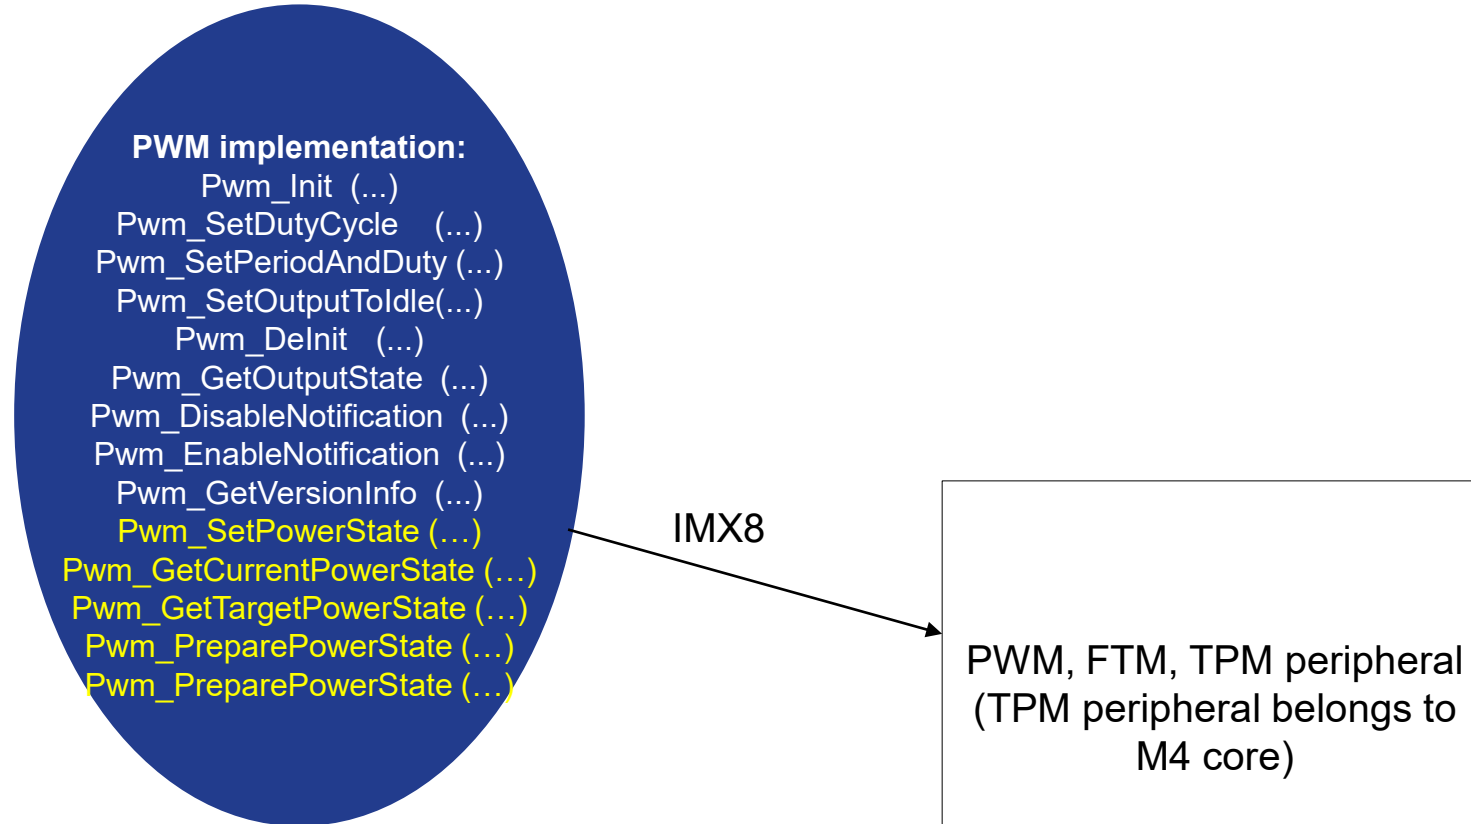 PWM implementation:
Pwm_Init (...)
Pwm_SetDutyCycle (...)
Pwm_SetPeriodAndDuty (...)
Pwm_SetOutputToIdle(...)
Pwm_DeInit (...)
Pwm_GetOutputState (...)
Pwm_DisableNotification (...)
Pwm_EnableNotification (...)
Pwm_GetVersionInfo (...)
Pwm_SetPowerState (…)
Pwm_GetCurrentPowerState (…)
Pwm_GetTargetPowerState (…)
Pwm_PreparePowerState (…)
Pwm_PreparePowerState (…)
IMX8
PWM, FTM, TPM peripheral
(TPM peripheral belongs to
M4 core)